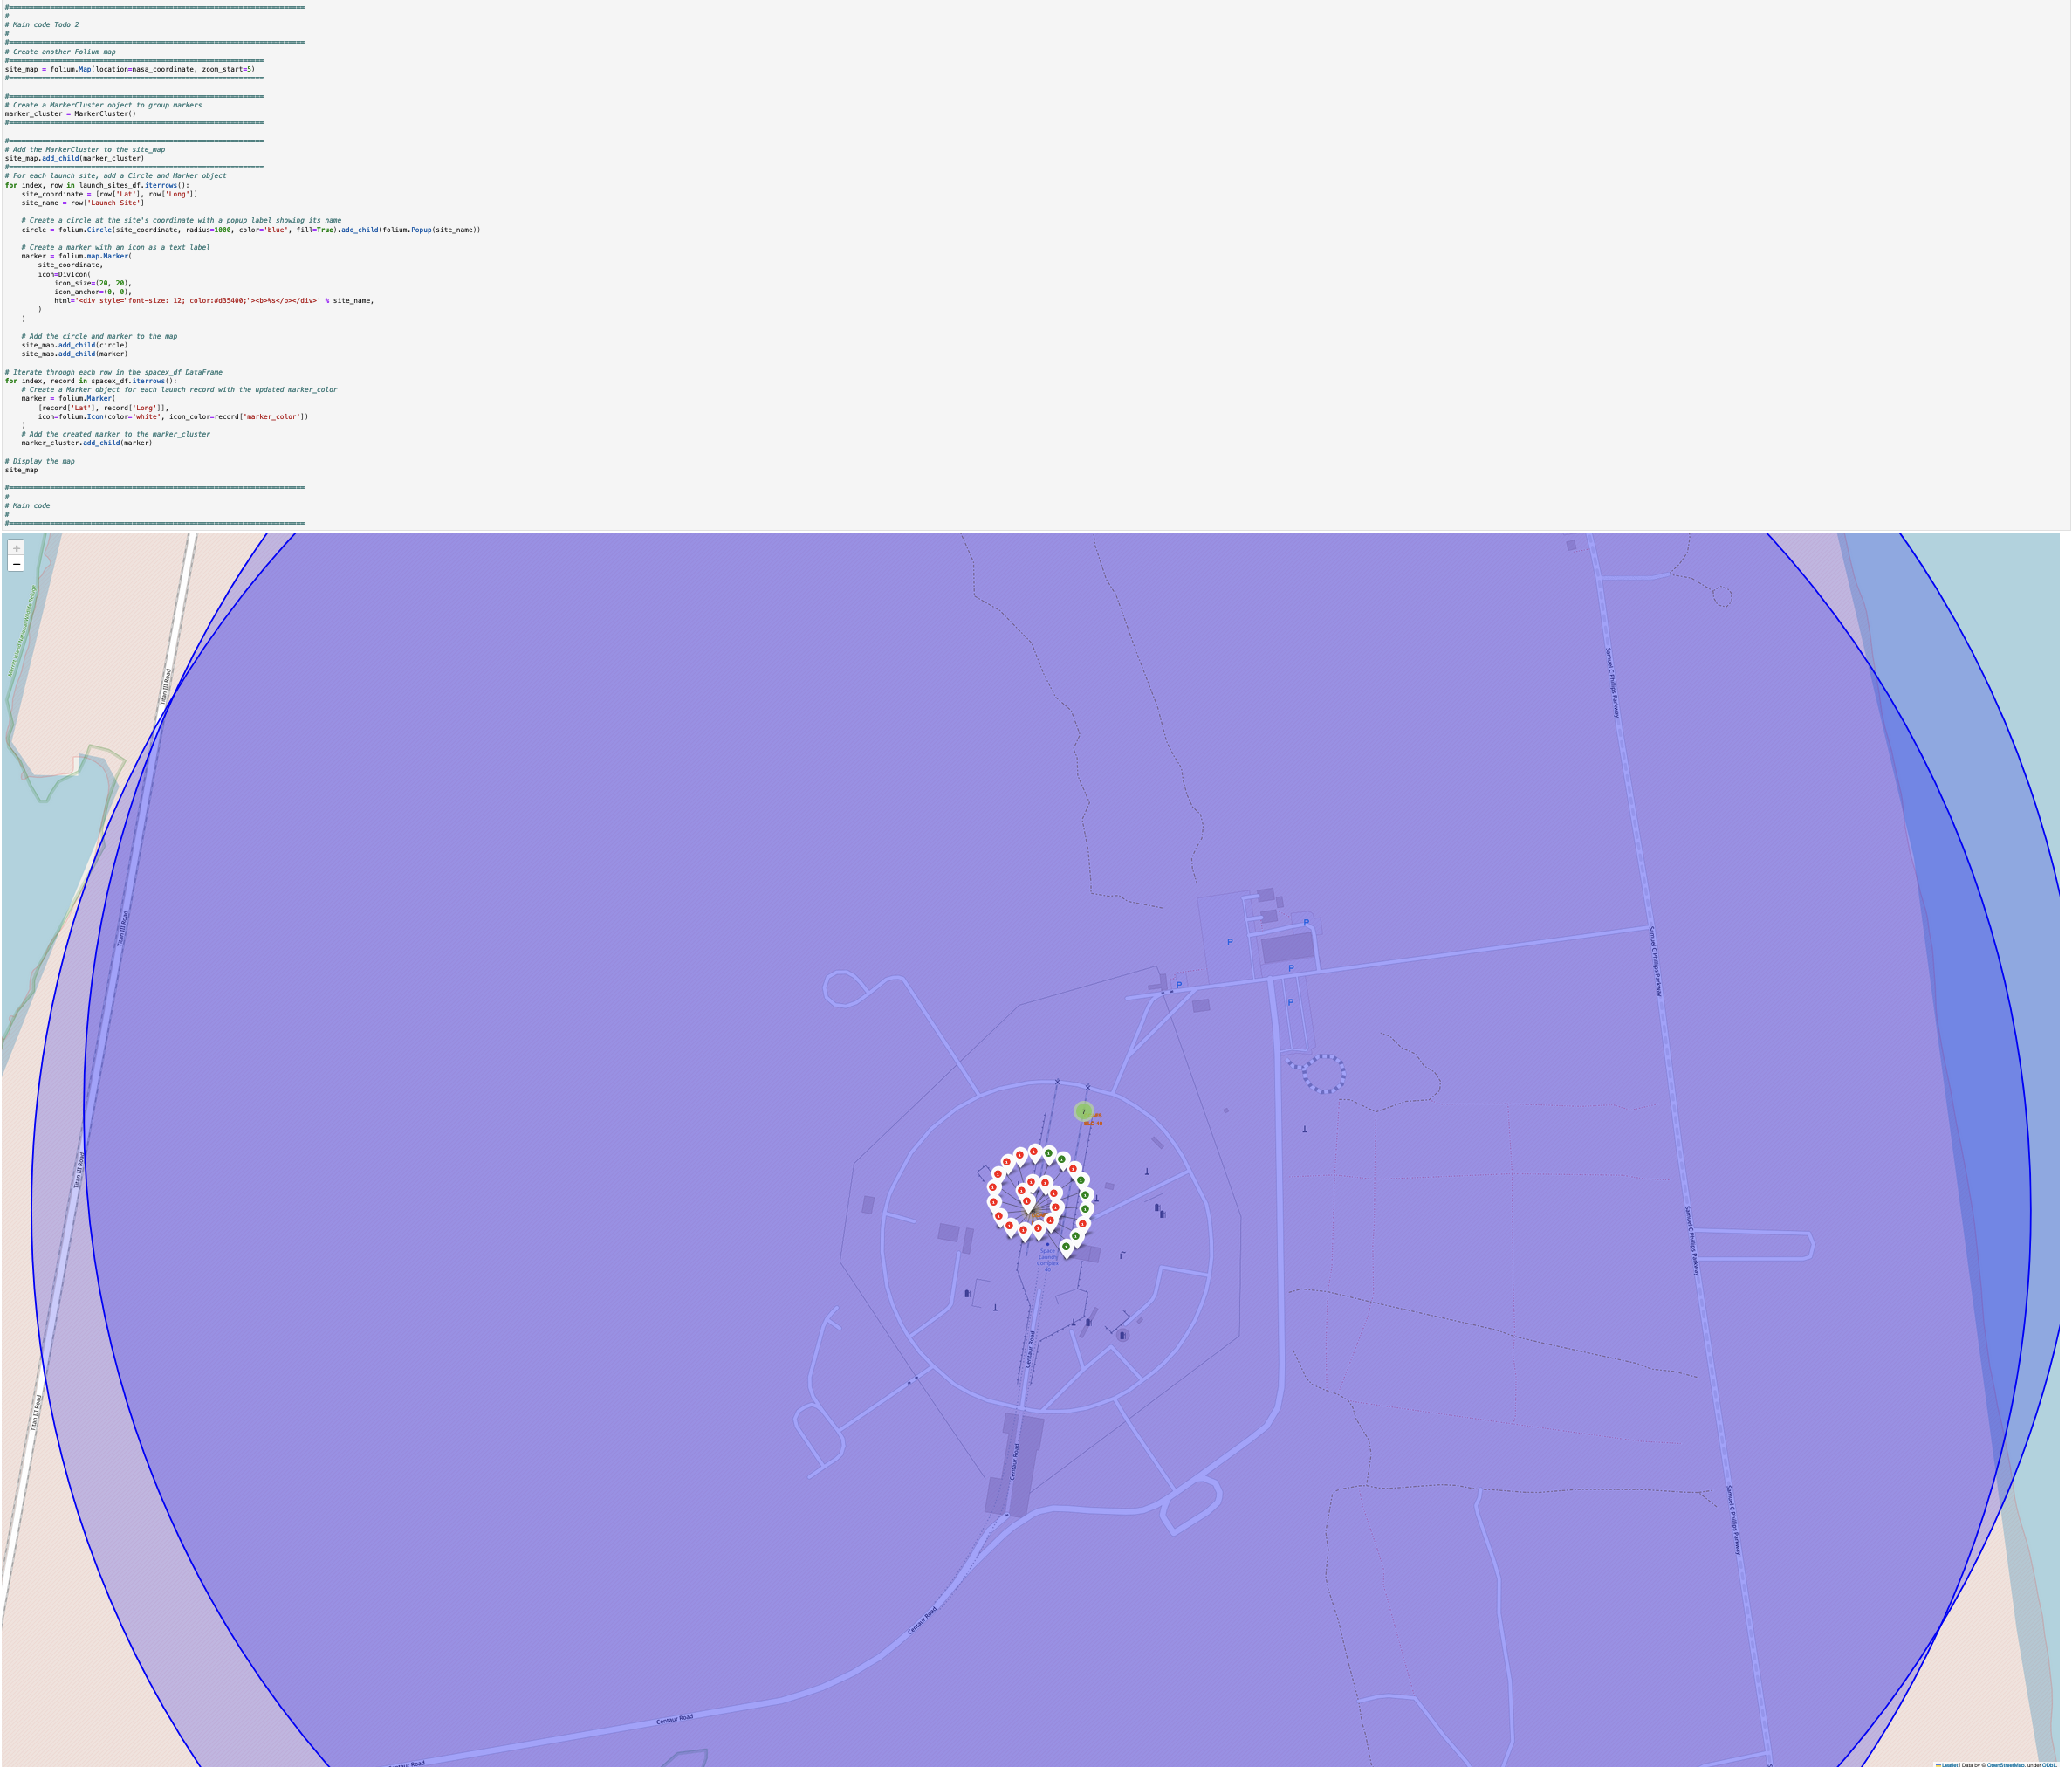 #========================================================================
#
# Main code Todo 2
#
#========================================================================
# Create another Folium map
#==============================================================
site_map = folium.Map(location=nasa_coordinate, zoom_start=5)
#==============================================================
#==============================================================
# Create a MarkerCluster object to group markers
marker_cluster = MarkerCluster()
#==============================================================
#==============================================================
# Add the MarkerCluster to the site_map
site_map.add_child(marker_cluster)
#==============================================================
# For each launch site, add a Circle and Marker object
for index, row in launch_sites_df.iterrows():
    site_coordinate = [row['Lat'], row['Long']]
    site_name = row['Launch Site']
    # Create a circle at the site's coordinate with a popup label showing its name
    circle = folium.Circle(site_coordinate, radius=1000, color='blue', fill=True).add_child(folium.Popup(site_name))
    # Create a marker with an icon as a text label
    marker = folium.map.Marker(
        site_coordinate,
        icon=DivIcon(
            icon_size=(20, 20),
            icon_anchor=(0, 0),
            html='<div style="font-size: 12; color:#d35400;"><b>%s</b></div>' % site_name,
        )
    )
    # Add the circle and marker to the map
    site_map.add_child(circle)
    site_map.add_child(marker)
# Iterate through each row in the spacex_df DataFrame
for index, record in spacex_df.iterrows():
    # Create a Marker object for each launch record with the updated marker_color
    marker = folium.Marker(
        [record['Lat'], record['Long']],
        icon=folium.Icon(color='white', icon_color=record['marker_color'])
    )
    # Add the created marker to the marker_cluster
    marker_cluster.add_child(marker)
# Display the map
site_map
#========================================================================
#
# Main code
#
#========================================================================
+
−
Merritt Island National Wildlife Refuge
Titan III Road
Samuel C Phillips Parkway
Titan III Road
P
P
Samuel C Phillips Parkway
P
P
P
7
Titan III Road
Samuel C Phillips Parkway
Space
Launch
Complex
40
Centaur Road
Titan III Road
Centaur Road
Samuel C Phillips Parkway
Centaur Road
Centaur Road
Centaur Road
Leaflet | Data by © OpenStreetMap, under ODbL.